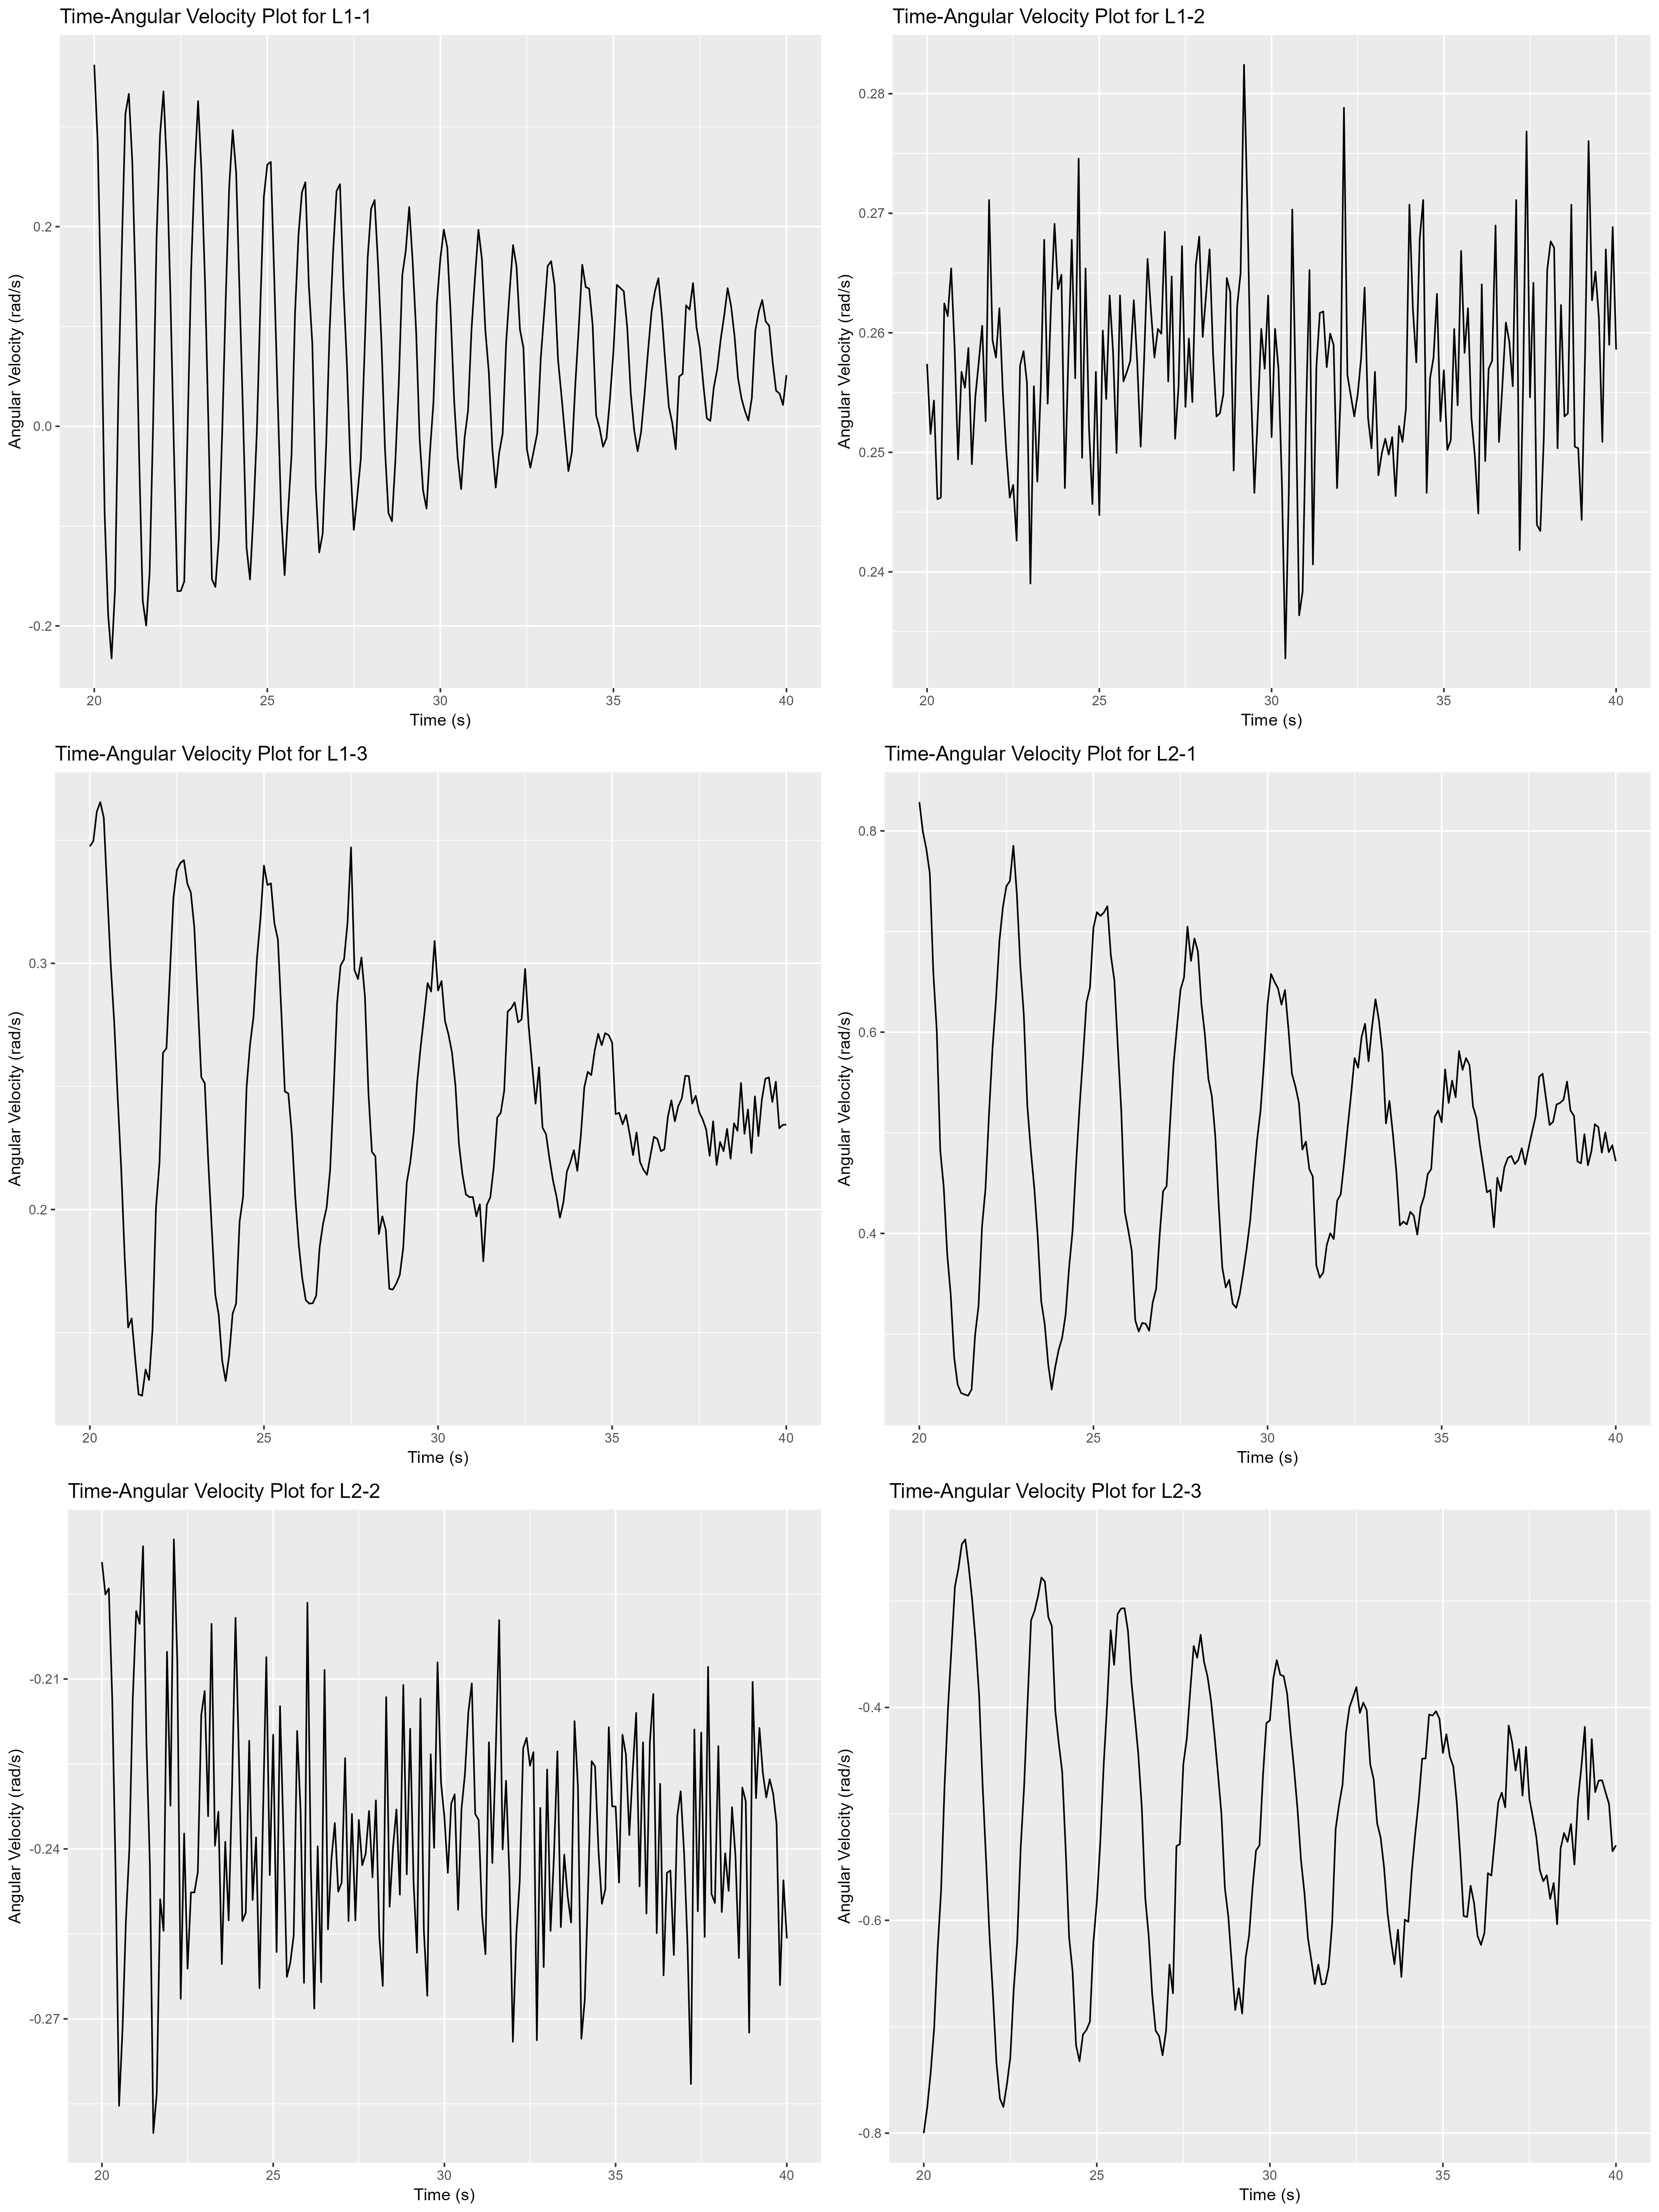 Time-Angular Velocity Plot for L1-1
Angular Velocity (rad/s)
0.2
0.0
-0.2
20 25 30 35 40
Time (s)
Time-Angular Velocity Plot for L1-2
Angular Velocity (rad/s)
0.28
0.27
0.26
0.25
0.24
20 25 30 35 40
Time (s)
Time-Angular Velocity Plot for L1-3
Angular Velocity (rad/s)
0.3
0.2
20 25 30 35 40
Time (s)
Time-Angular Velocity Plot for L2-1
Angular Velocity (rad/s)
0.8
0.6
0.4
20 25 30 35 40
Time (s)
Time-Angular Velocity Plot for L2-2
Angular Velocity (rad/s)
-0.21
-0.24
-0.27
20 25 30 35 40
Time (s)
Time-Angular Velocity Plot for L2-3
Angular Velocity (rad/s)
-0.4
-0.6
-0.8
20 25 30 35 40
Time (s)